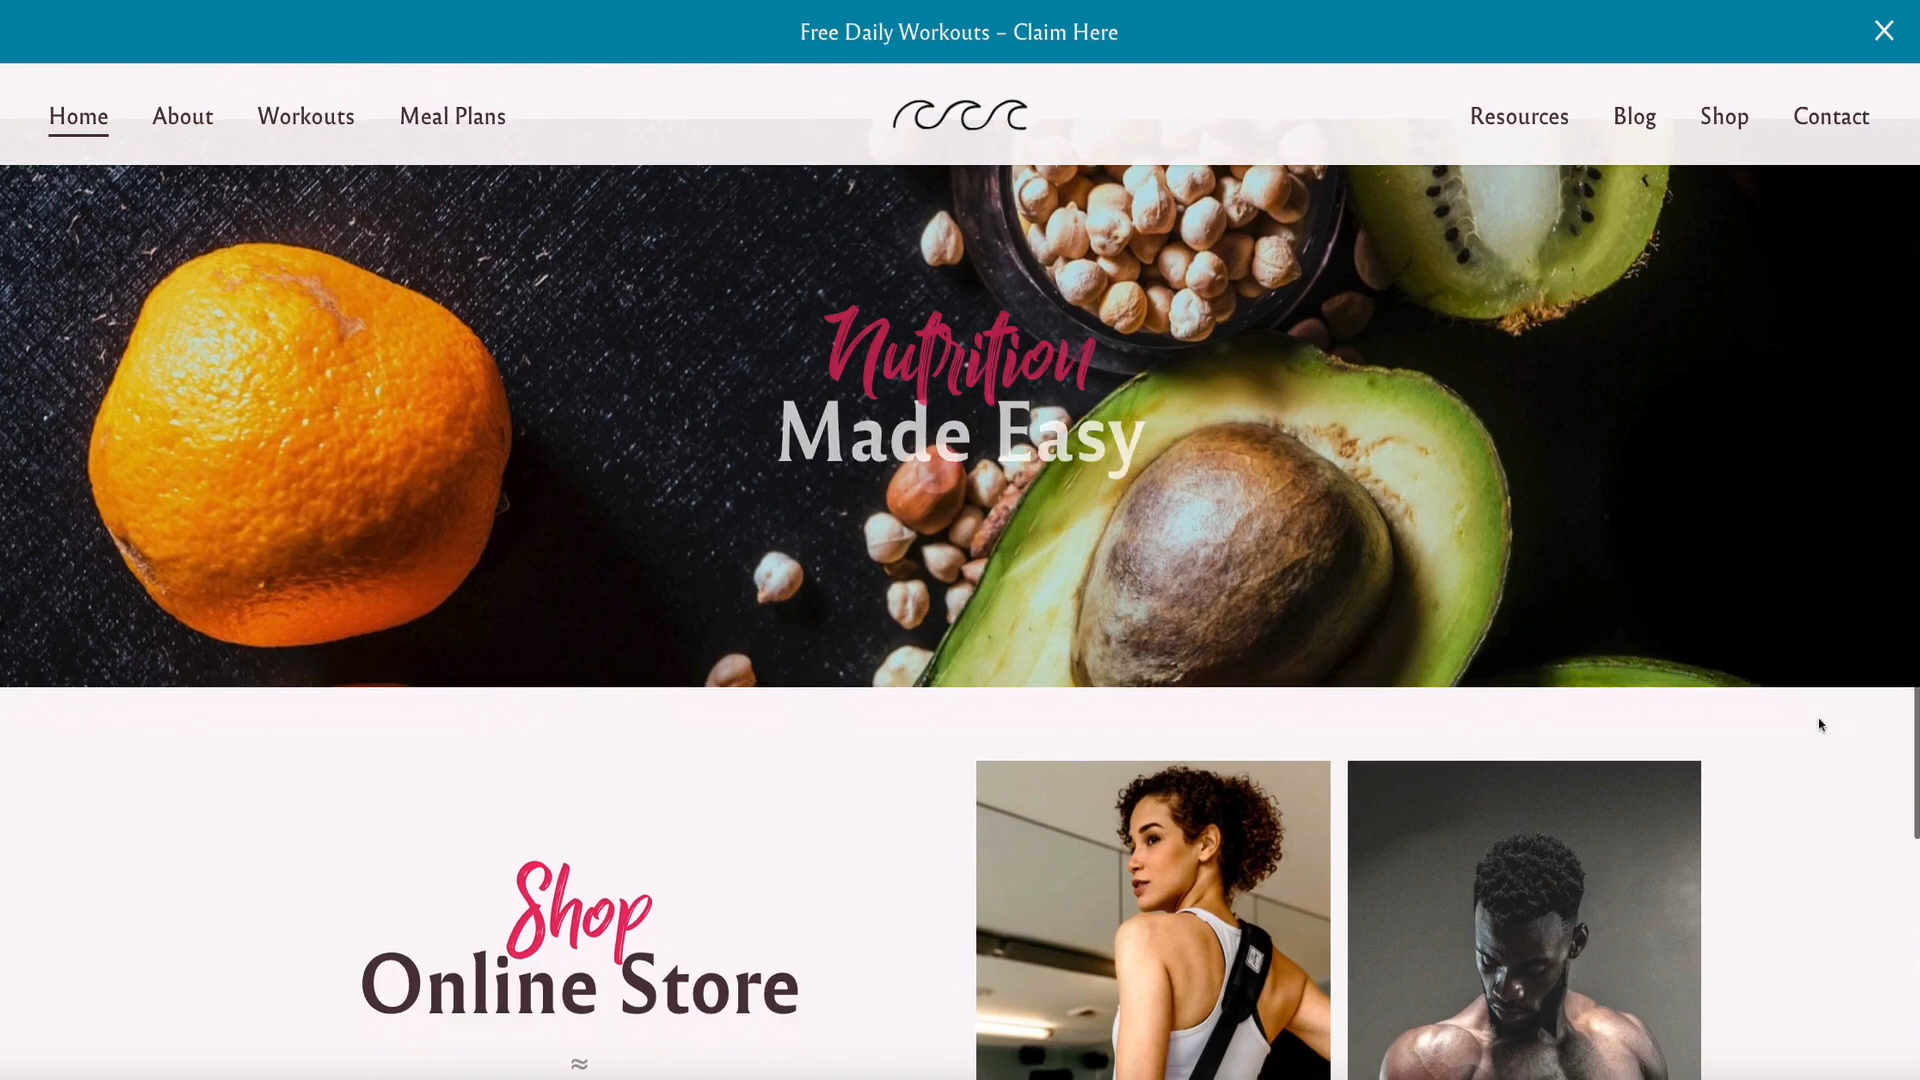 Free Daily Workouts – Claim Here
Home About Workouts Meal Plans Resources Blog Shop Contact
Nutrition
Made Easy
Shop
Online Store